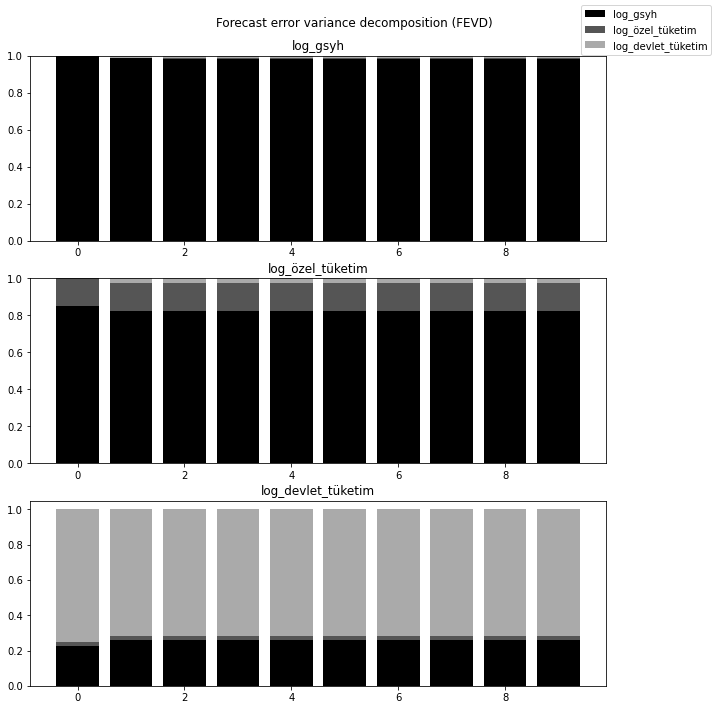 Forecast error variance decomposition (FEVD)
log_gsyh
log_özel_tüketim
log_devlet_tüketim
log_gsyh
1.0
0.8
0.6
0.4
0.2
0.0
0 2 4 6 8
log_özel_tüketim
1.0
0.8
0.6
0.4
0.2
0.0
0 2 4 6 8
log_devlet_tüketim
1.0
0.8
0.6
0.4
0.2
0.0
0 2 4 6 8